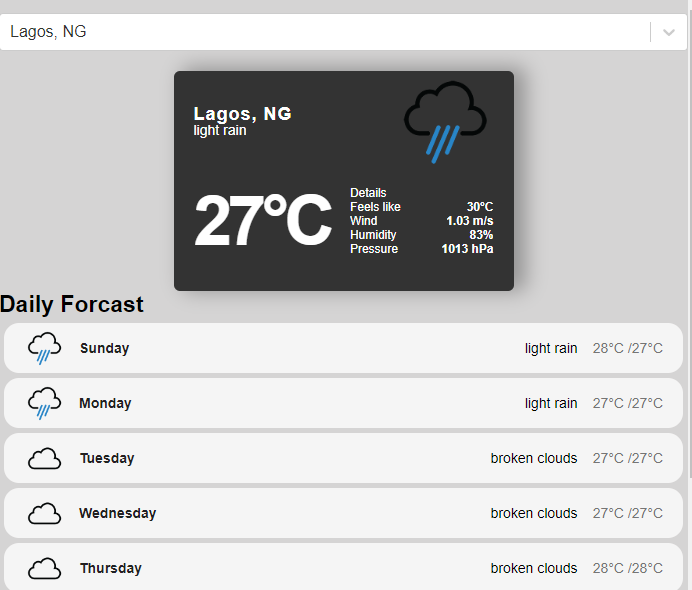 Lagos, NG
Lagos, NG
light rain
27°C
Details
Feels like 30°C
Wind 1.03 m/s
Humidity 83%
Pressure 1013 hPa
Daily Forcast
Sunday light rain 28°C /27°C
Monday light rain 27°C /27°C
Tuesday broken clouds 27°C /27°C
Wednesday broken clouds 27°C /27°C
Thursday broken clouds 28°C /28°C